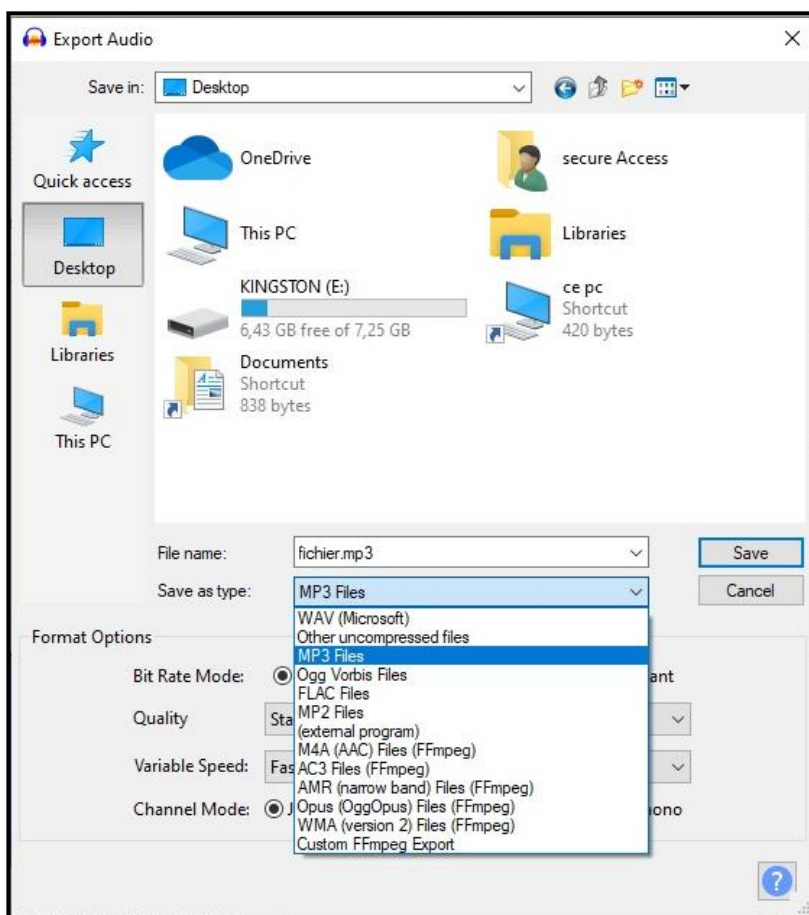 Export Audio
Save in: Desktop
Quick access
Desktop
Libraries
This PC
OneDrive
secure Access
This PC
Libraries
KINGSTON (E:)
6,43 GB free of 7,25 GB
ce pc
Shortcut
420 bytes
Documents
Shortcut
838 bytes
File name: fichier.mp3 Save
Save as type: MP3 Files Cancel
WAV (Microsoft)
Other uncompressed files
MP3 Files
Ogg Vorbis Files
FLAC Files
MP2 Files
(external program)
M4A (AAC) Files (FFmpeg)
AC3 Files (FFmpeg)
AMR (narrow band) Files (FFmpeg)
Opus (OggOpus) Files (FFmpeg)
WMA (version 2) Files (FFmpeg)
Custom FFmpeg Export
Format Options
Bit Rate Mode:
Quality
Variable Speed:
Channel Mode: